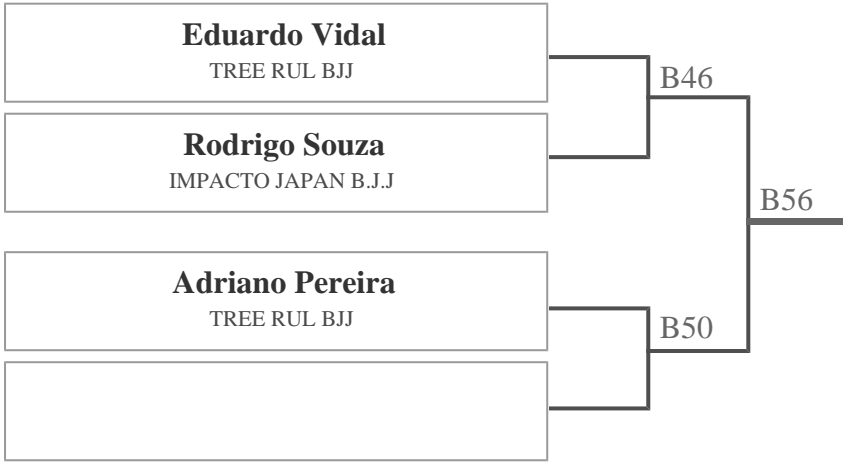 Eduardo Vidal
TREE RUL BJJ
B46
Rodrigo Souza
IMPACTO JAPAN B.J.J
B56
Adriano Pereira
TREE RUL BJJ
B50